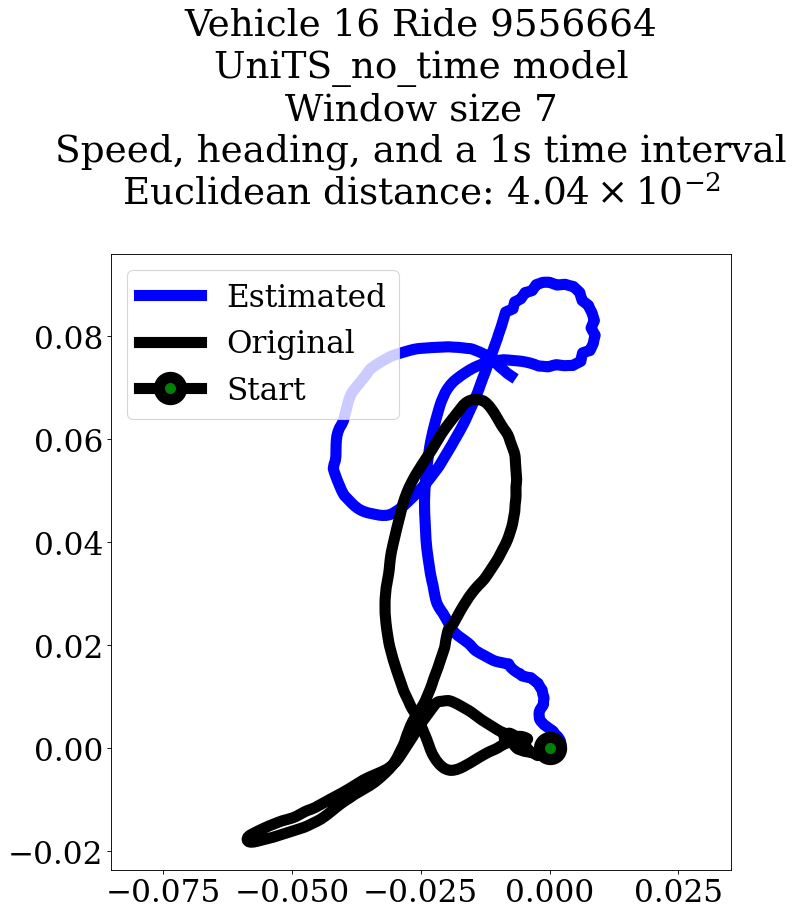 Vehicle 16 Ride 9556664
UniTS_no_time model
Window size 7
Speed, heading, and a 1s time interval
Euclidean distance: 4.04 × 10⁻²
Estimated
Original
Start
0.08
0.06
0.04
0.02
0.00
−0.02
−0.075 −0.050 −0.025 0.000 0.025